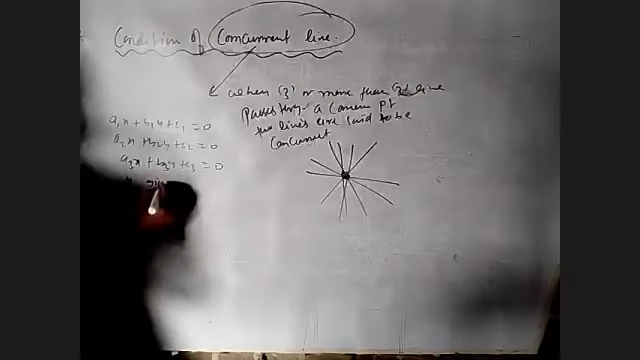 Condition of Concurrent line.
when '3' or more than '3' line
Passes thry- a Common pt
the lines are said to be
Concurrent
a₁x + b₁y + c₁ = 0
a₂x + b₂y + c₂ = 0
a₃x + b₃y + c₃ = 0